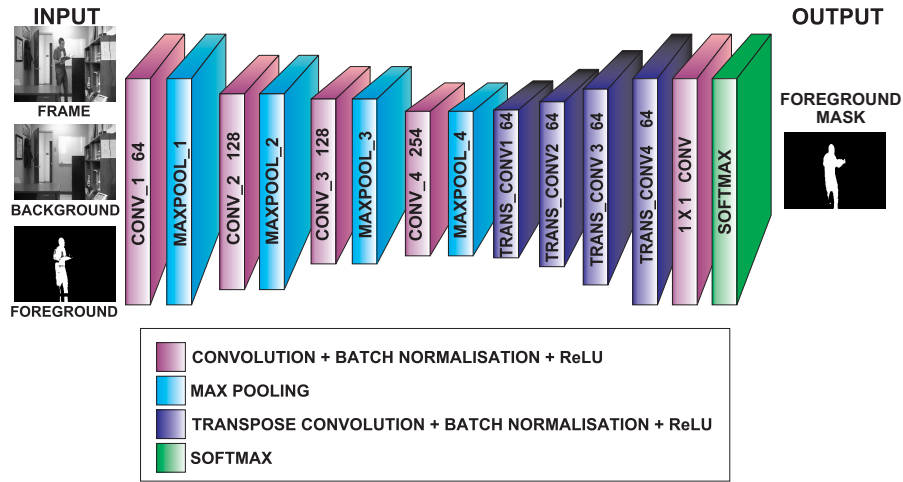 INPUT
OUTPUT
FRAME
BACKGROUND
FOREGROUND
CONV_1 64
MAXPOOL_1
CONV_2 128
MAXPOOL_2
CONV_3 128
MAXPOOL_3
CONV_4 254
MAXPOOL_4
TRANS_CONV1 64
TRANS_CONV2 64
TRANS_CONV 3 64
TRANS_CONV4 64
1 X 1 CONV
SOFTMAX
FOREGROUND
MASK
CONVOLUTION + BATCH NORMALISATION + ReLU
MAX POOLING
TRANSPOSE CONVOLUTION + BATCH NORMALISATION + ReLU
SOFTMAX